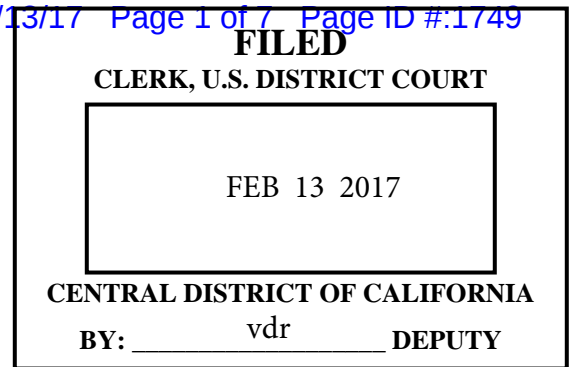 /13/17 Page 1 of 7 Page ID #:1749
FILED
CLERK, U.S. DISTRICT COURT
FEB 13 2017
CENTRAL DISTRICT OF CALIFORNIA
BY: ___________________ DEPUTY
vdr